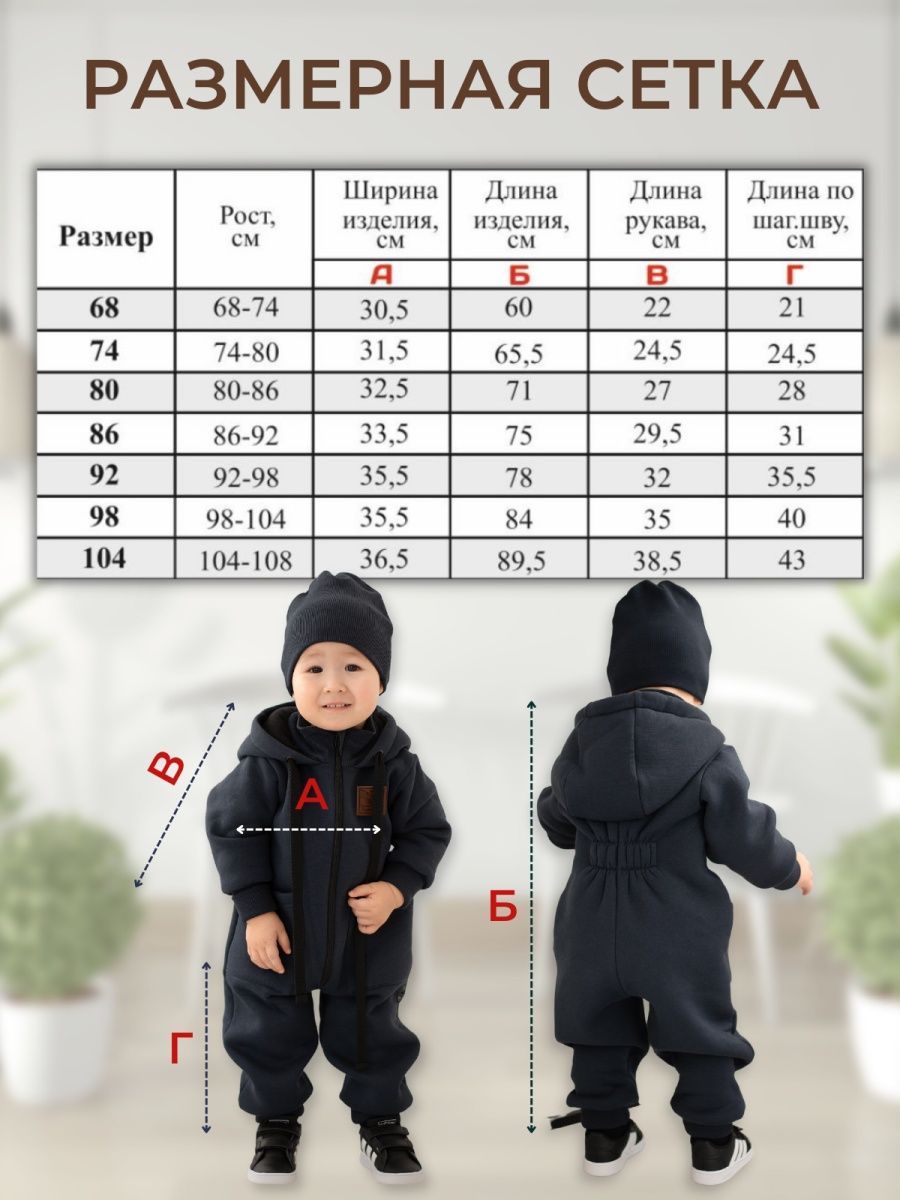 РАЗМЕРНАЯ СЕТКА
Размер Рост, см Ширина изделия, см Длина изделия, см Длина рукава, см Длина по шаг.шву, см
А Б В Г
68 68-74 30,5 60 22 21
74 74-80 31,5 65,5 24,5 24,5
80 80-86 32,5 71 27 28
86 86-92 33,5 75 29,5 31
92 92-98 35,5 78 32 35,5
98 98-104 35,5 84 35 40
104 104-108 36,5 89,5 38,5 43
В
А
Б
Г